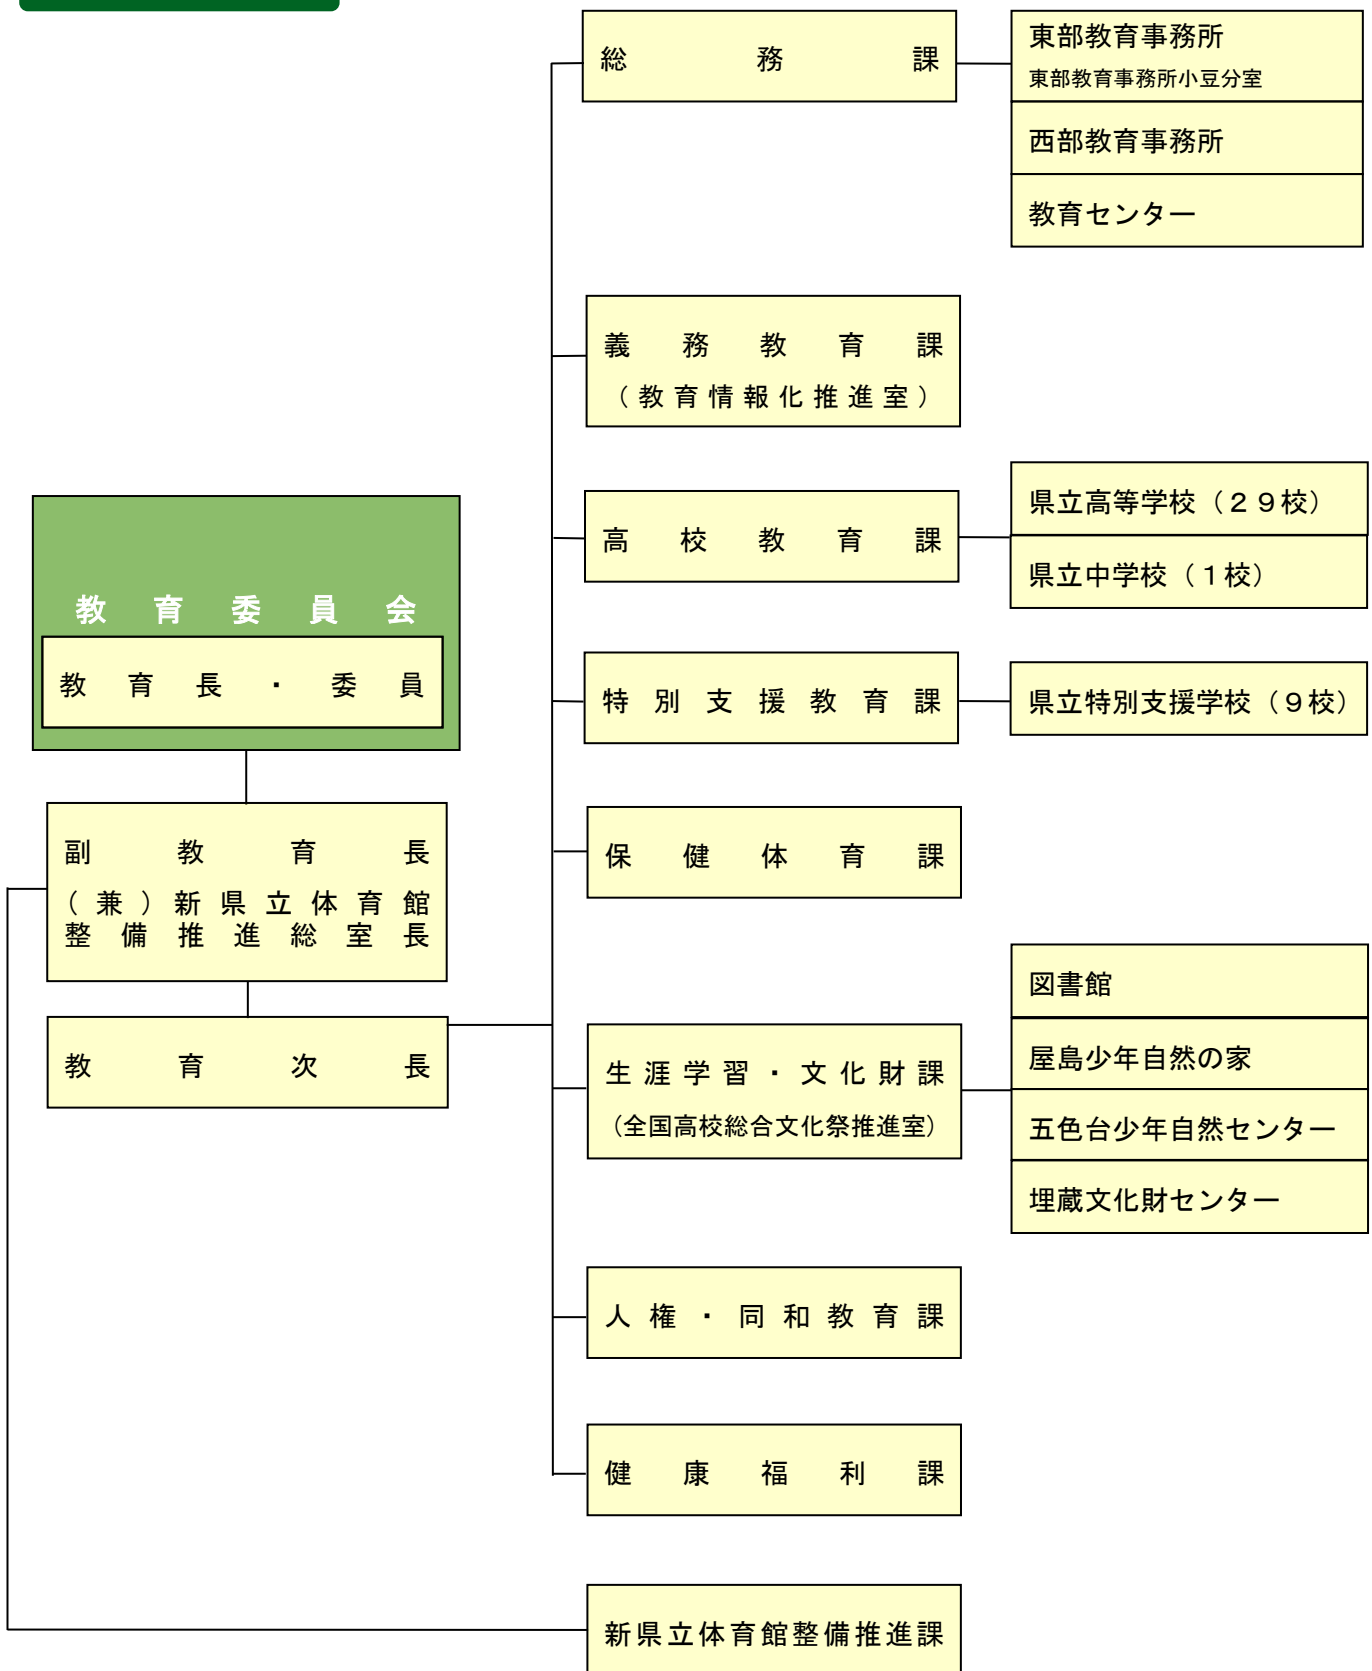 教育委員会
教育長・委員
副教育長
（兼）新県立体育館
整備推進総室長
教育次長
総務課
東部教育事務所
東部教育事務所小豆分室
西部教育事務所
教育センター
義務教育課
（教育情報化推進室）
高校教育課
県立高等学校（２９校）
県立中学校（１校）
特別支援教育課
県立特別支援学校（９校）
保健体育課
生涯学習・文化財課
（全国高校総合文化祭推進室）
図書館
屋島少年自然の家
五色台少年自然センター
埋蔵文化財センター
人権・同和教育課
健康福利課
新県立体育館整備推進課